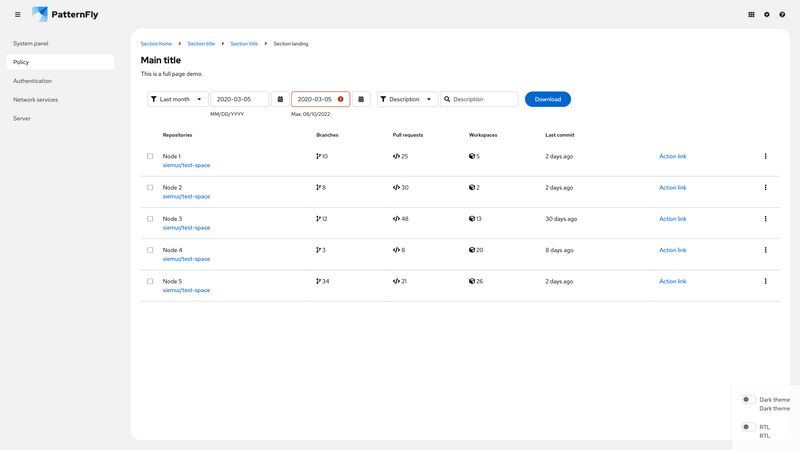 PatternFly
System panel
Policy
Authentication
Network services
Server
Section home Section title Section title Section landing
Main title
This is a full page demo.
Last month 2020-03-05 2020-03-05 Description Description Download
MM/DD/YYYY Max: 08/10/2022
Repositories Branches Pull requests Workspaces Last commit
Node 1 10 25 5 2 days ago Action link
siemur/test-space
Node 2 8 30 2 2 days ago Action link
siemur/test-space
Node 3 12 48 13 30 days ago Action link
siemur/test-space
Node 4 3 8 20 8 days ago Action link
siemur/test-space
Node 5 34 21 26 2 days ago Action link
siemur/test-space
Dark theme
Dark theme
RTL
RTL